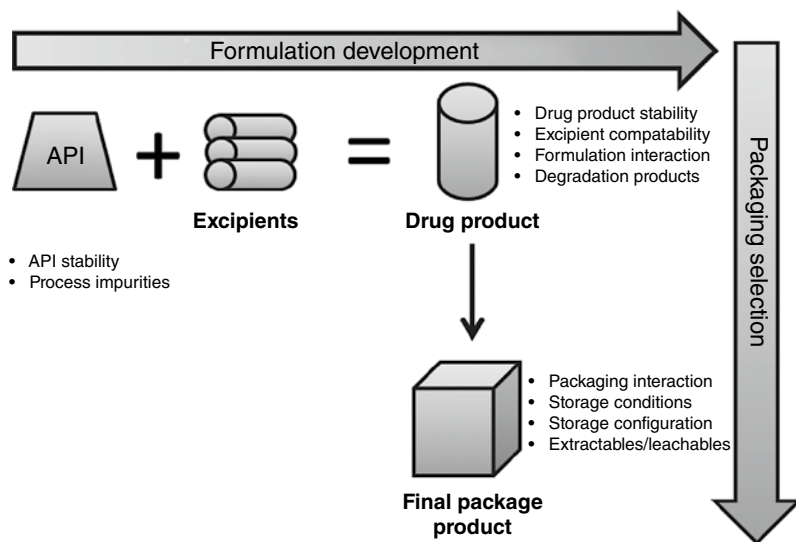 Formulation development
API
Excipients
Drug product
• Drug product stability
• Excipient compatability
• Formulation interaction
• Degradation products
• API stability
• Process impurities
Packaging selection
• Packaging interaction
• Storage conditions
• Storage configuration
• Extractables/leachables
Final package
product